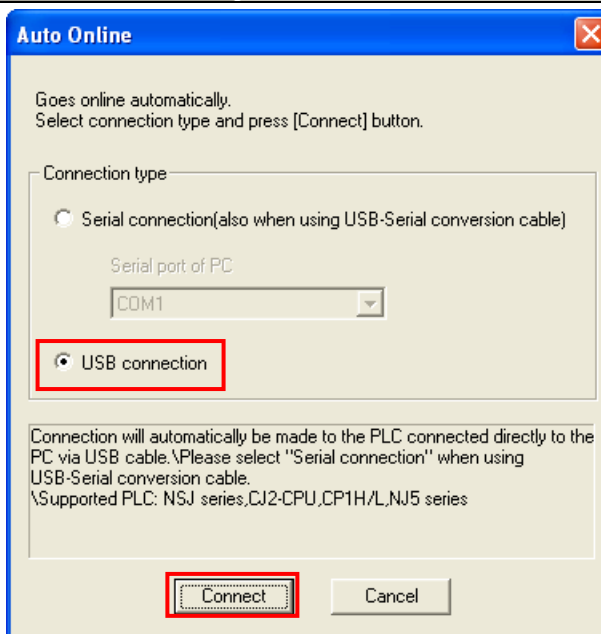 Auto Online
Goes online automatically.
Select connection type and press [Connect] button.
Connection type
Serial connection(also when using USB-Serial conversion cable)
Serial port of PC
COM1
USB connection
Connection will automatically be made to the PLC connected directly to the
PC via USB cable.\Please select "Serial connection" when using
USB-Serial conversion cable.
\Supported PLC: NSJ series,CJ2-CPU,CP1H/L,NJ5 series
Connect
Cancel